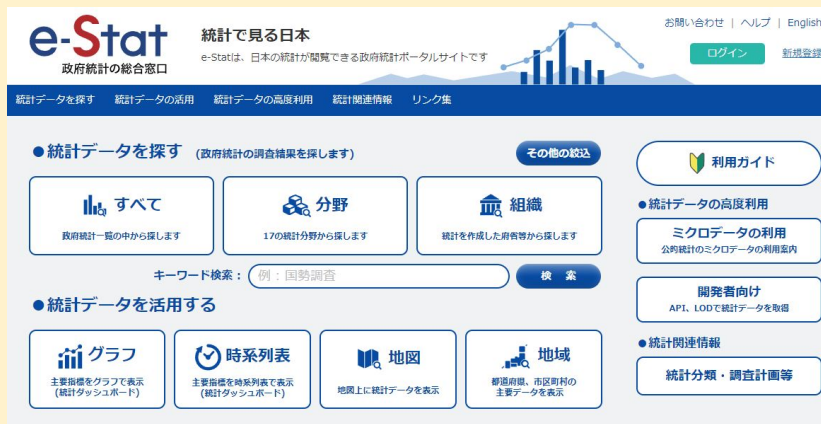 e-Stat
政府統計の総合窓口
統計で見る日本
e-Statは、日本の統計が閲覧できる政府統計ポータルサイトです
お問い合わせ | ヘルプ | English
ログイン 新規登録
統計データを探す 統計データの活用 統計データの高度利用 統計関連情報 リンク集
●統計データを探す (政府統計の調査結果を探します)
その他の絞込
すべて
政府統計一覧の中から探します
分野
17の統計分野から探します
組織
統計を作成した府省等から探します
キーワード検索: 例:国勢調査 検 索
●統計データを活用する
グラフ
主要指標をグラフで表示
(統計ダッシュボード)
時系列表
主要指標を時系列表で表示
(統計ダッシュボード)
地図
地図上に統計データを表示
地域
都道府県、市区町村の
主要データを表示
利用ガイド
●統計データの高度利用
ミクロデータの利用
公的統計のミクロデータの利用案内
開発者向け
API、LODで統計データを取得
●統計関連情報
統計分類・調査計画等